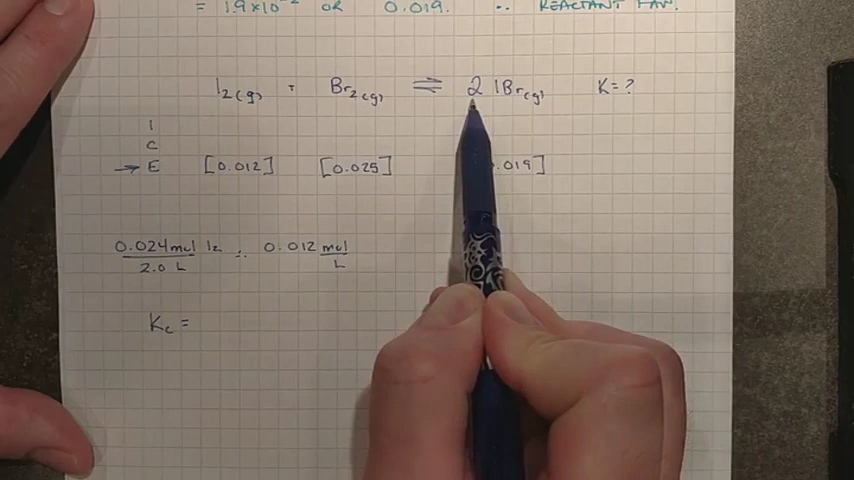 = 1.9×10⁻² OR 0.019. ∴ REACTANT FAV.
I₂(g) + Br₂(g) ⇌ 2 IBr(g) K=?
I
C
→ E [0.012] [0.025] .019]
0.024 mol I₂ ∴ 0.012 mol
2.0 L L
Kc =